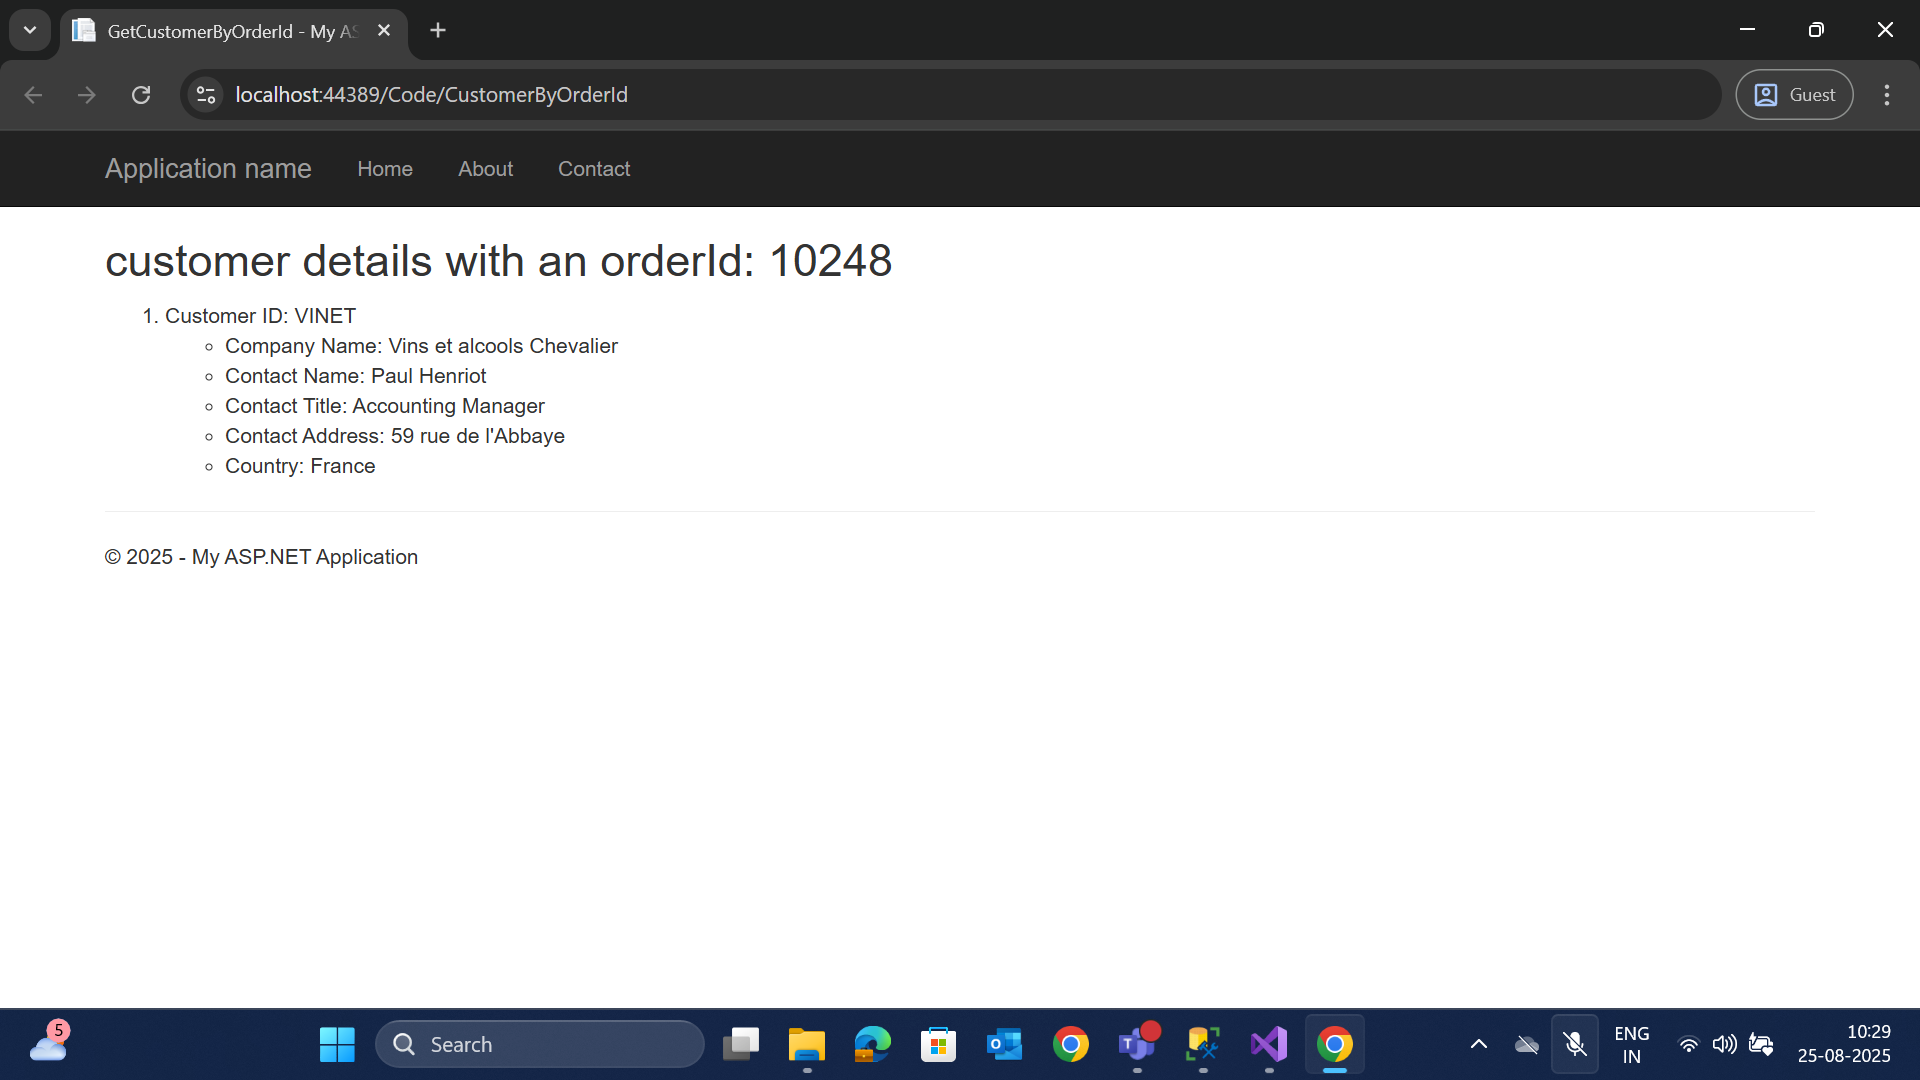 GetCustomerByOrderId - My AS
localhost:44389/Code/CustomerByOrderId
Guest
Application name
Home
About
Contact
customer details with an orderId: 10248
1. Customer ID: VINET
Company Name: Vins et alcools Chevalier
Contact Name: Paul Henriot
Contact Title: Accounting Manager
Contact Address: 59 rue de l'Abbaye
Country: France
© 2025 - My ASP.NET Application
5
Search
ENG
IN
10:29
25-08-2025